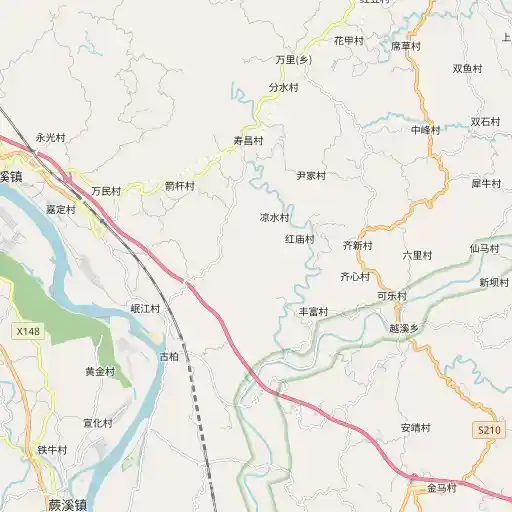 红豆村
花甲村
席草村
上
万里(乡)
双鱼村
分水村
双石村
中峰村
永光村
寿昌村
溪镇
尹家村
万民村
箭杆村
犀牛村
嘉定村
凉水村
红庙村
齐新村
仙马村
六里村
齐心村
新坝村
可乐村
岷江村
丰富村
越溪乡
X148
古柏
黄金村
宣化村
安靖村
S210
铁牛村
金马村
蕨溪镇